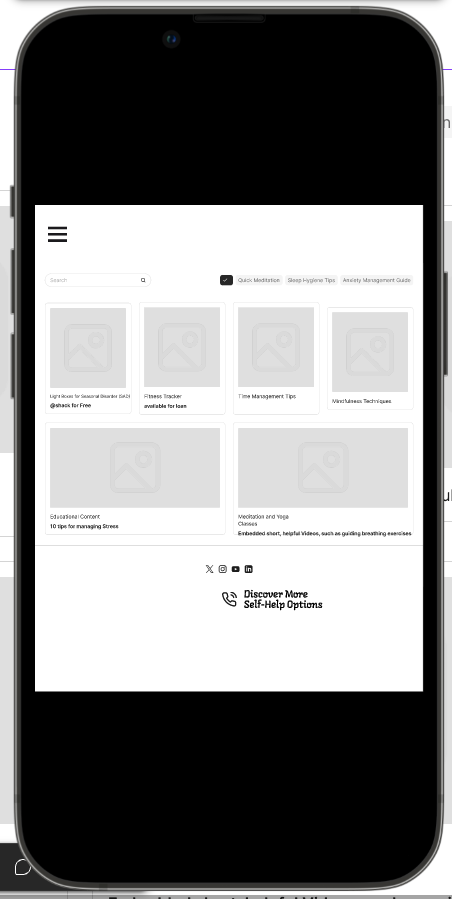 Search
Quick Meditation
Sleep Hygiene Tips
Anxiety Management Guide
Light Boxes for Seasonal Disorder (SAD)
@shack for Free
Fitness Tracker
available for loan
Time Management Tips
Mindfulness Techniques
Educational Content
10 tips for managing Stress
Meditation and Yoga
Classes
Embedded short, helpful Videos, such as guiding breathing exercises
Discover More
Self-Help Options